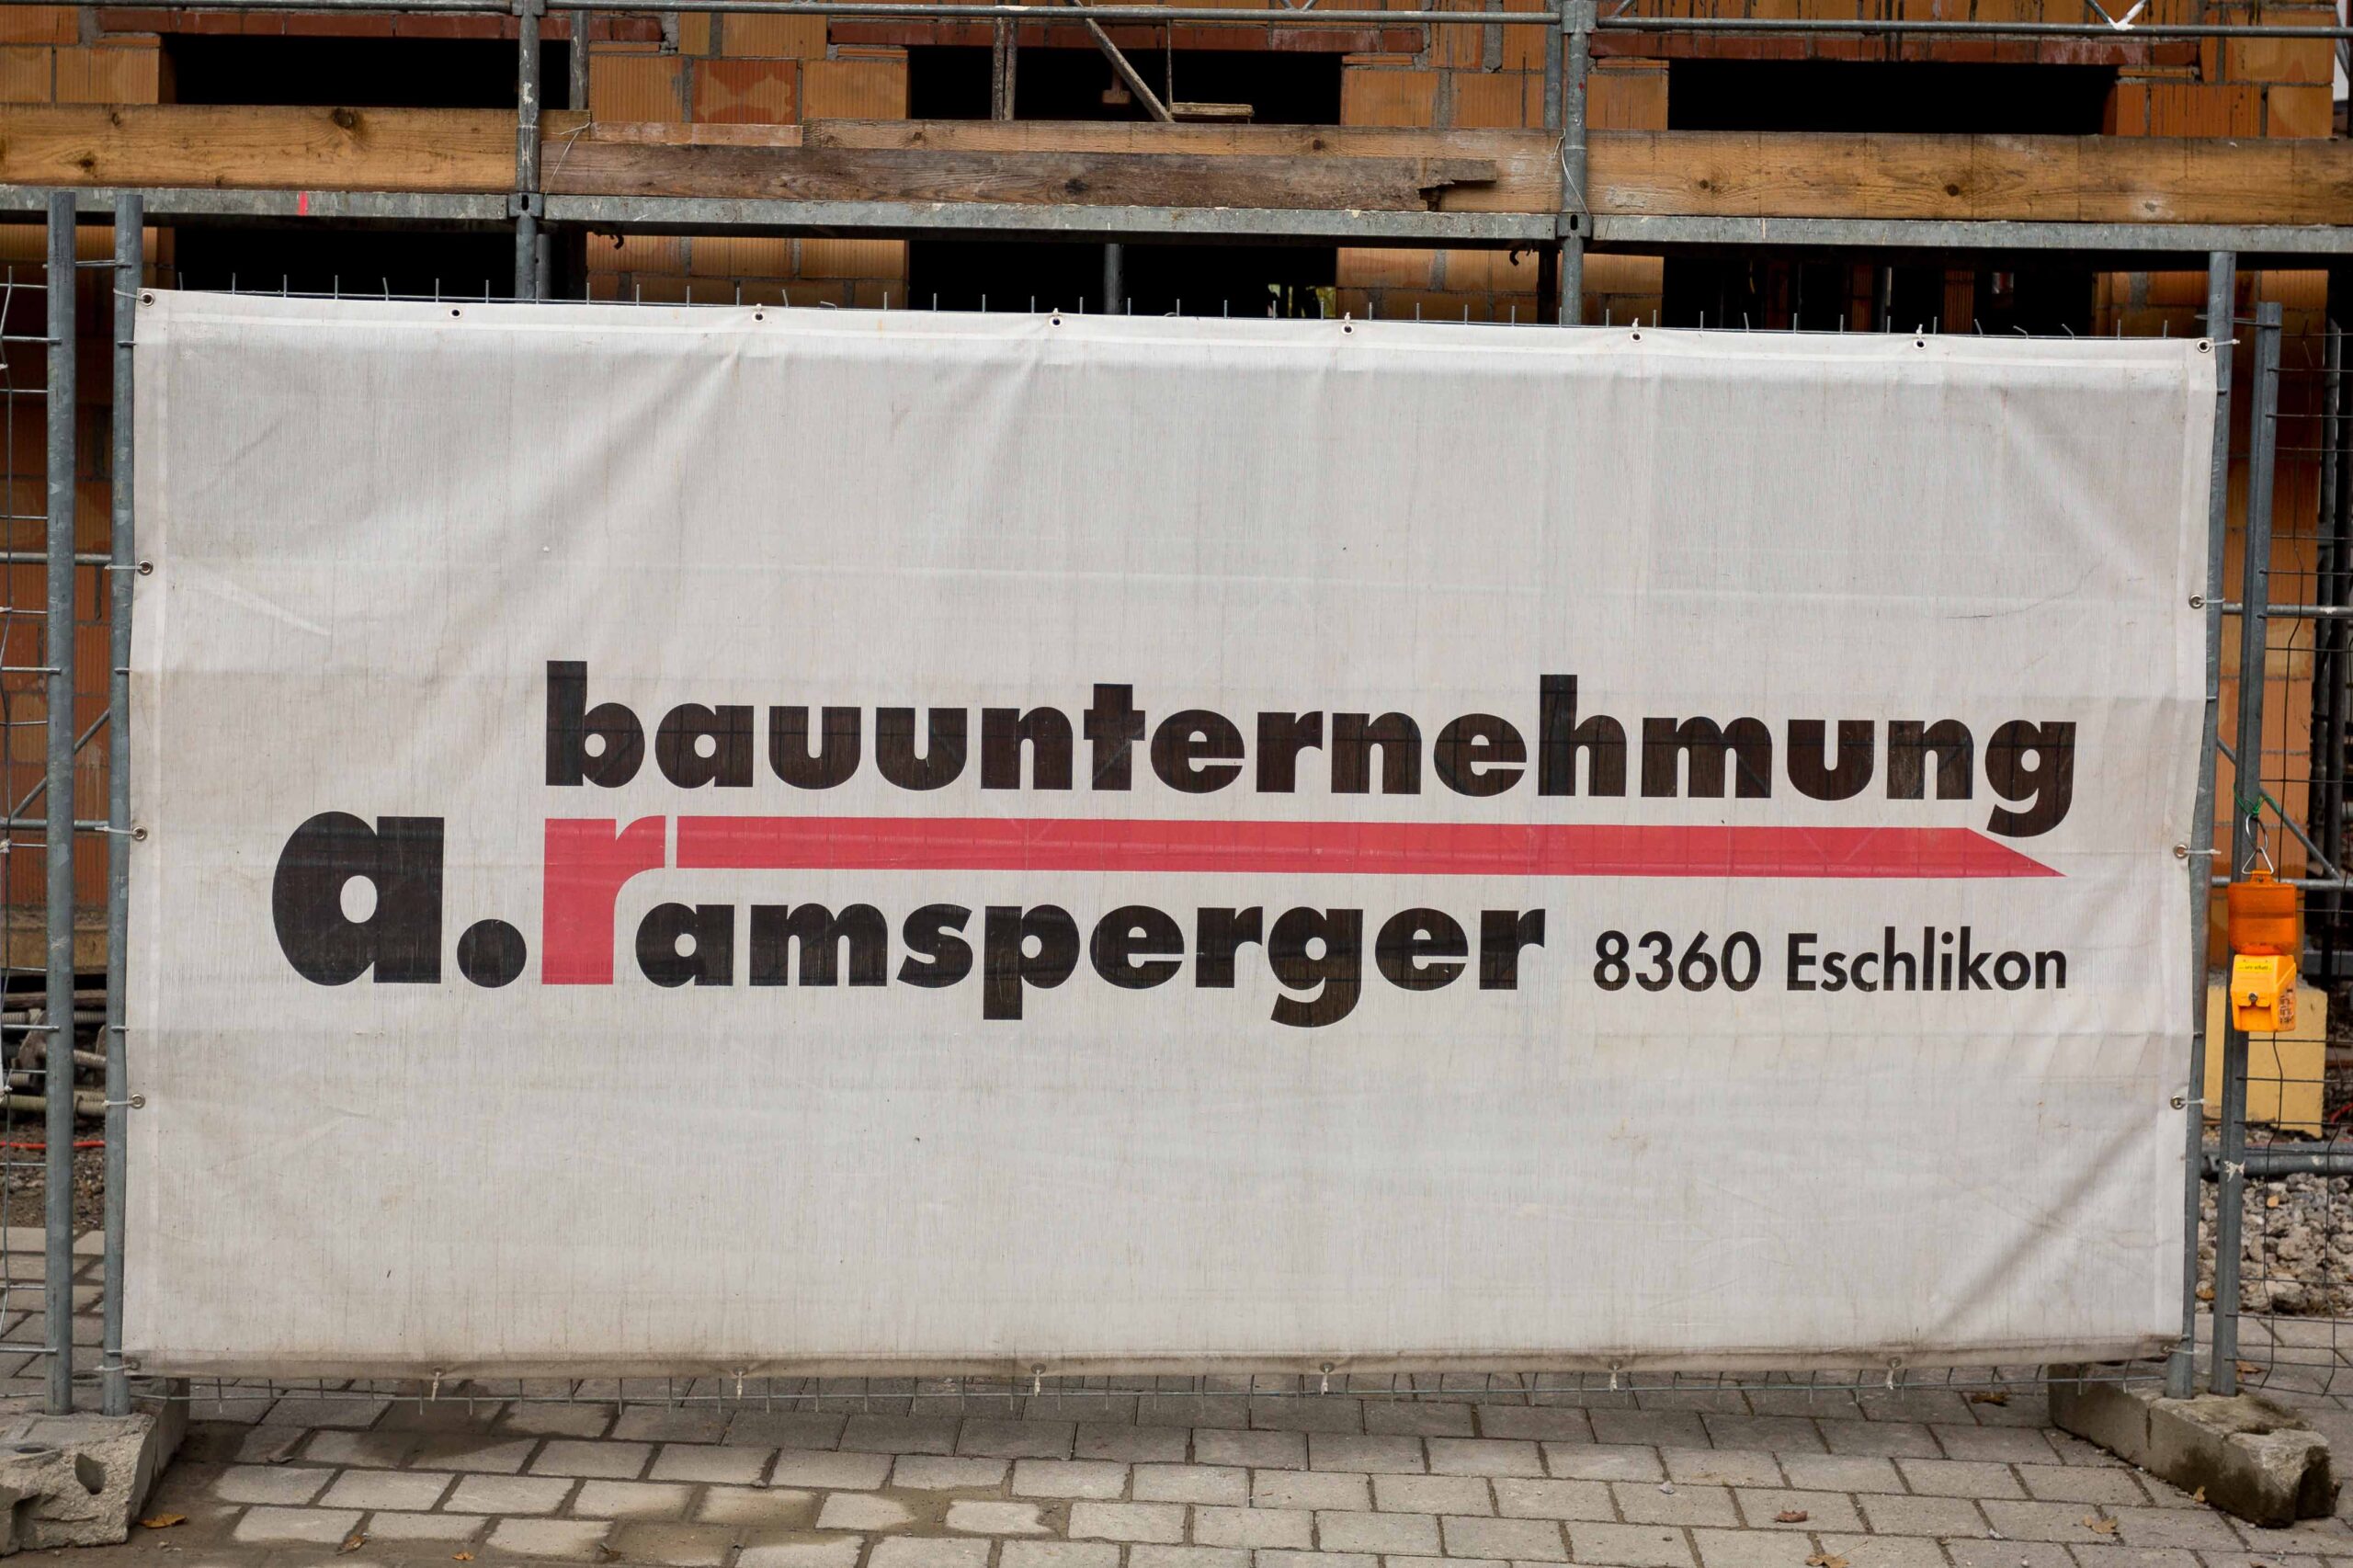 bauunternehmung
a.ramsperger 8360 Eschlikon